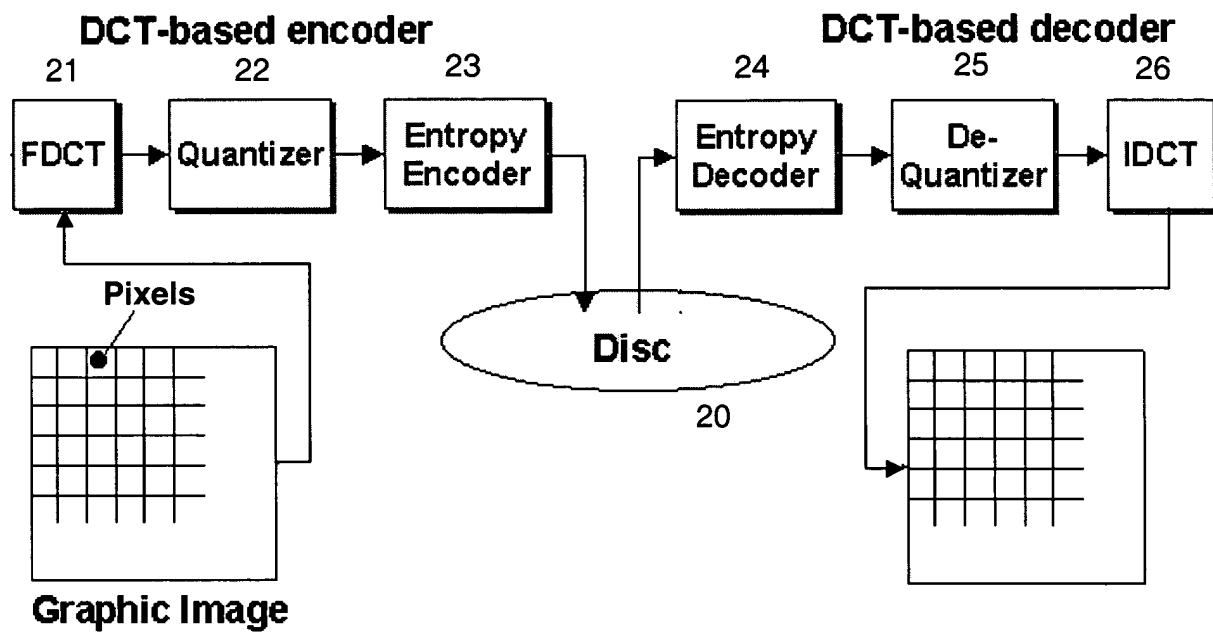 DCT-based encoder
DCT-based decoder
21
22
23
24
25
26
FDCT
Quantizer
Entropy
Encoder
Entropy
Decoder
De-
Quantizer
IDCT
Pixels
Disc
20
Graphic Image